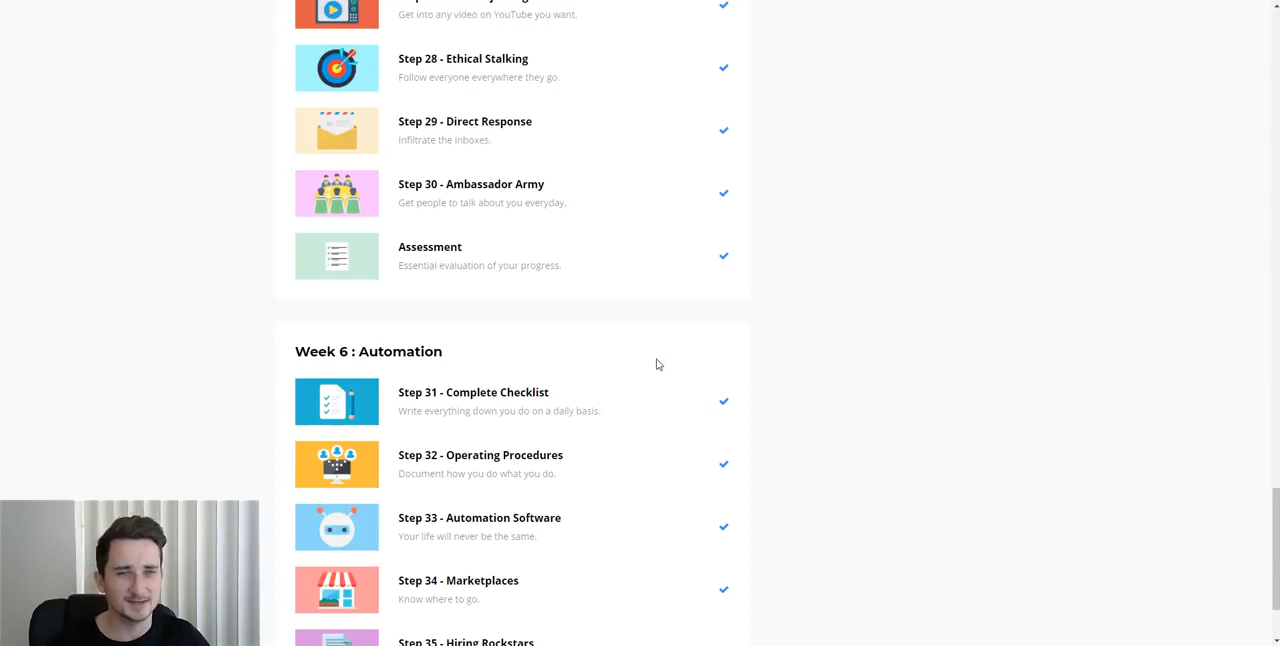 Get into any video on YouTube you want.
Step 28 - Ethical Stalking
Follow everyone everywhere they go.
Step 29 - Direct Response
Infiltrate the inboxes.
Step 30 - Ambassador Army
Get people to talk about you everyday.
Assessment
Essential evaluation of your progress.
Week 6 : Automation
Step 31 - Complete Checklist
Write everything down you do on a daily basis.
Step 32 - Operating Procedures
Document how you do what you do.
Step 33 - Automation Software
Your life will never be the same.
Step 34 - Marketplaces
Know where to go.
Step 35 - Hiring Rockstars